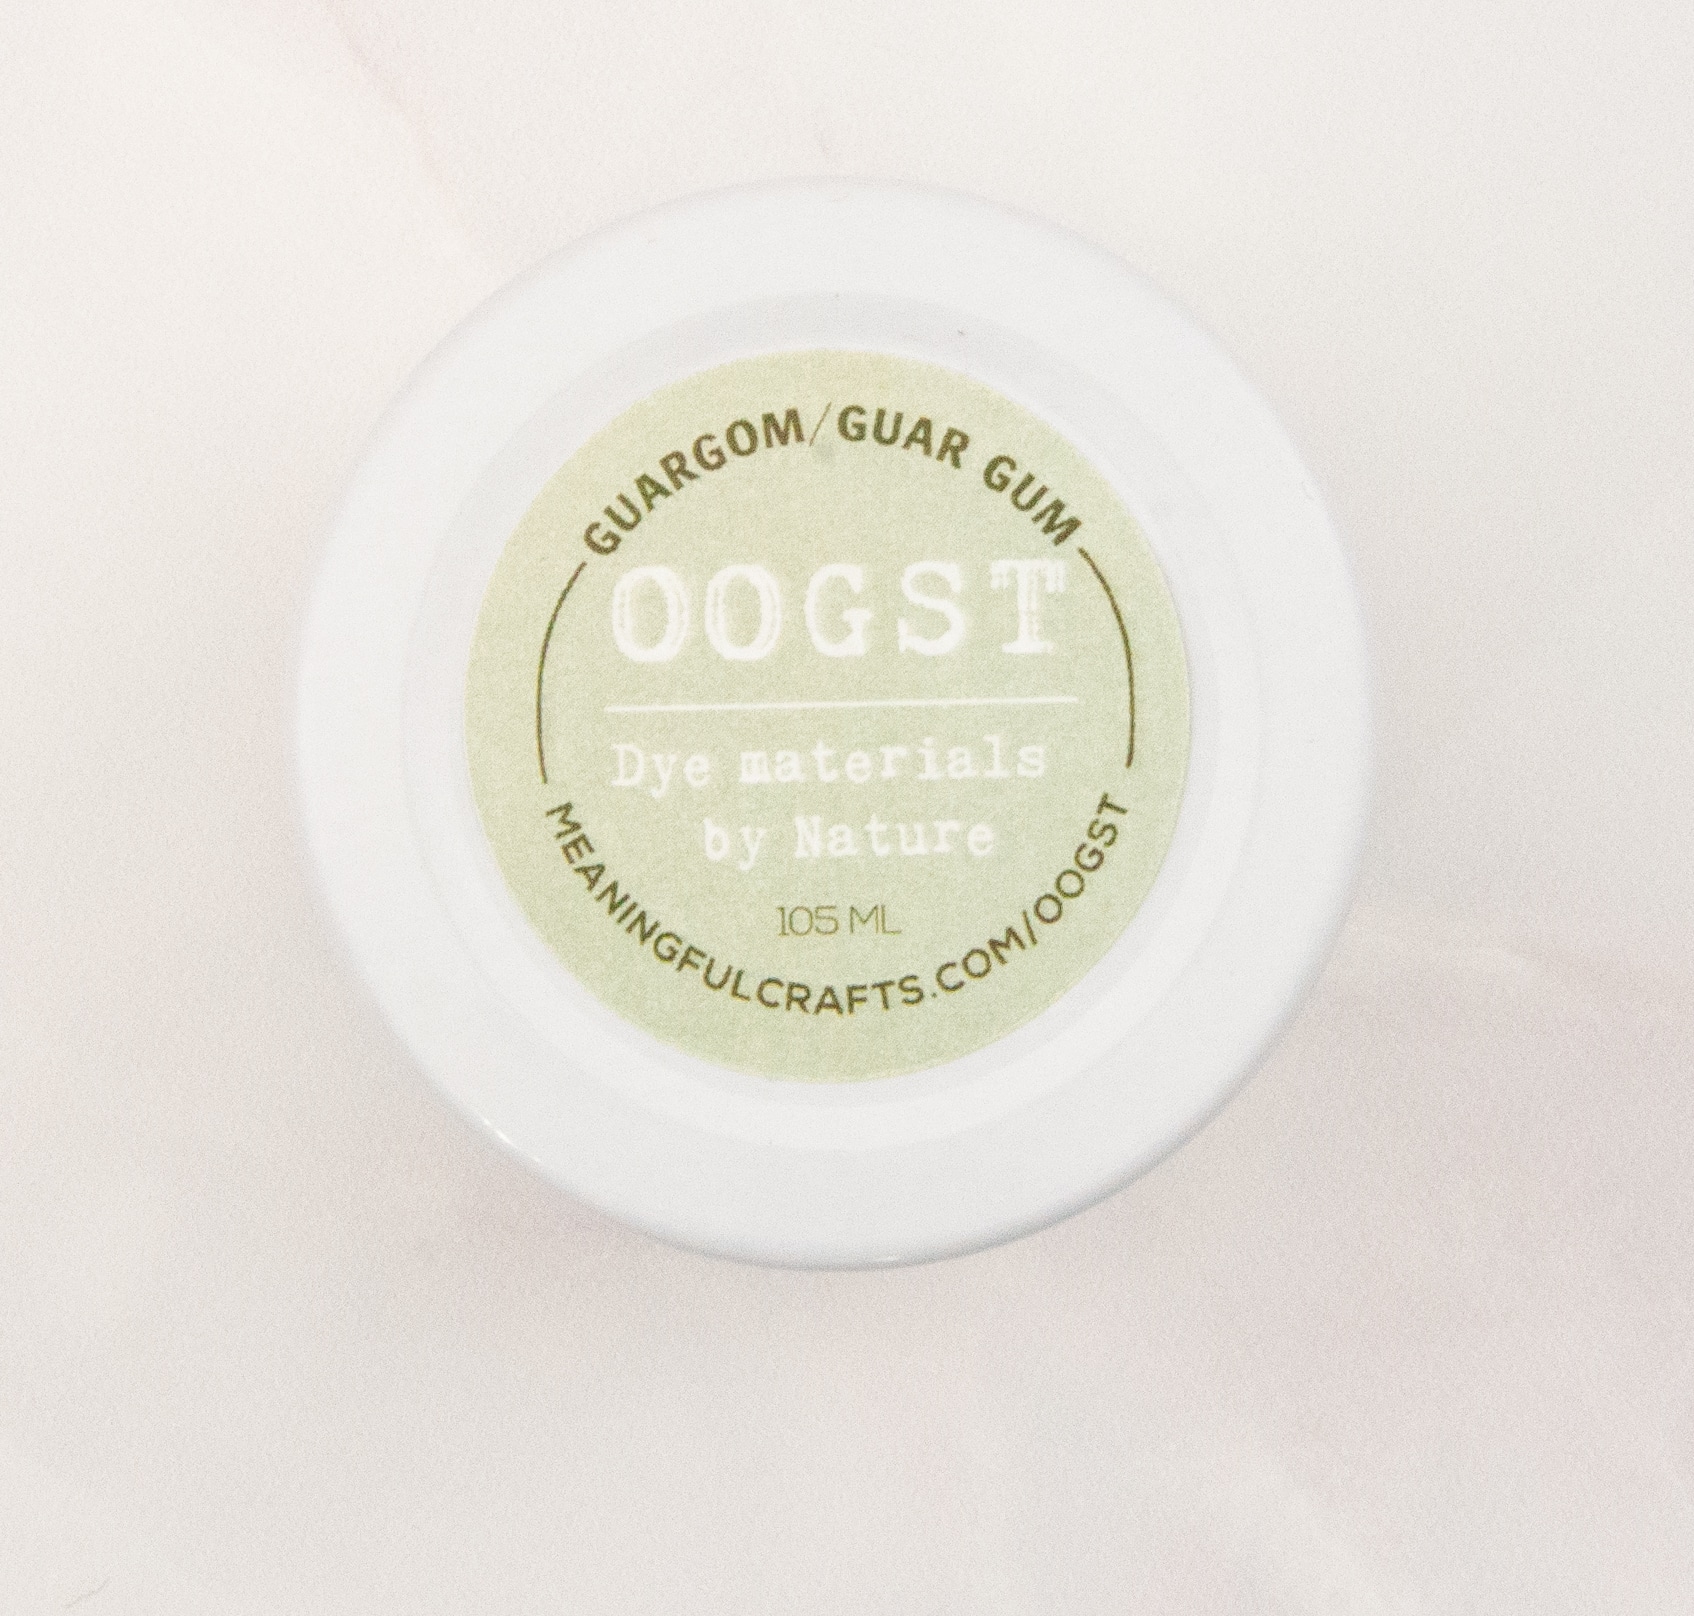 GUARGOM/GUAR GUM
OOGST
Dye materials
by Nature
105 ML
MEANINGFULCRAFTS.COM/OOGST